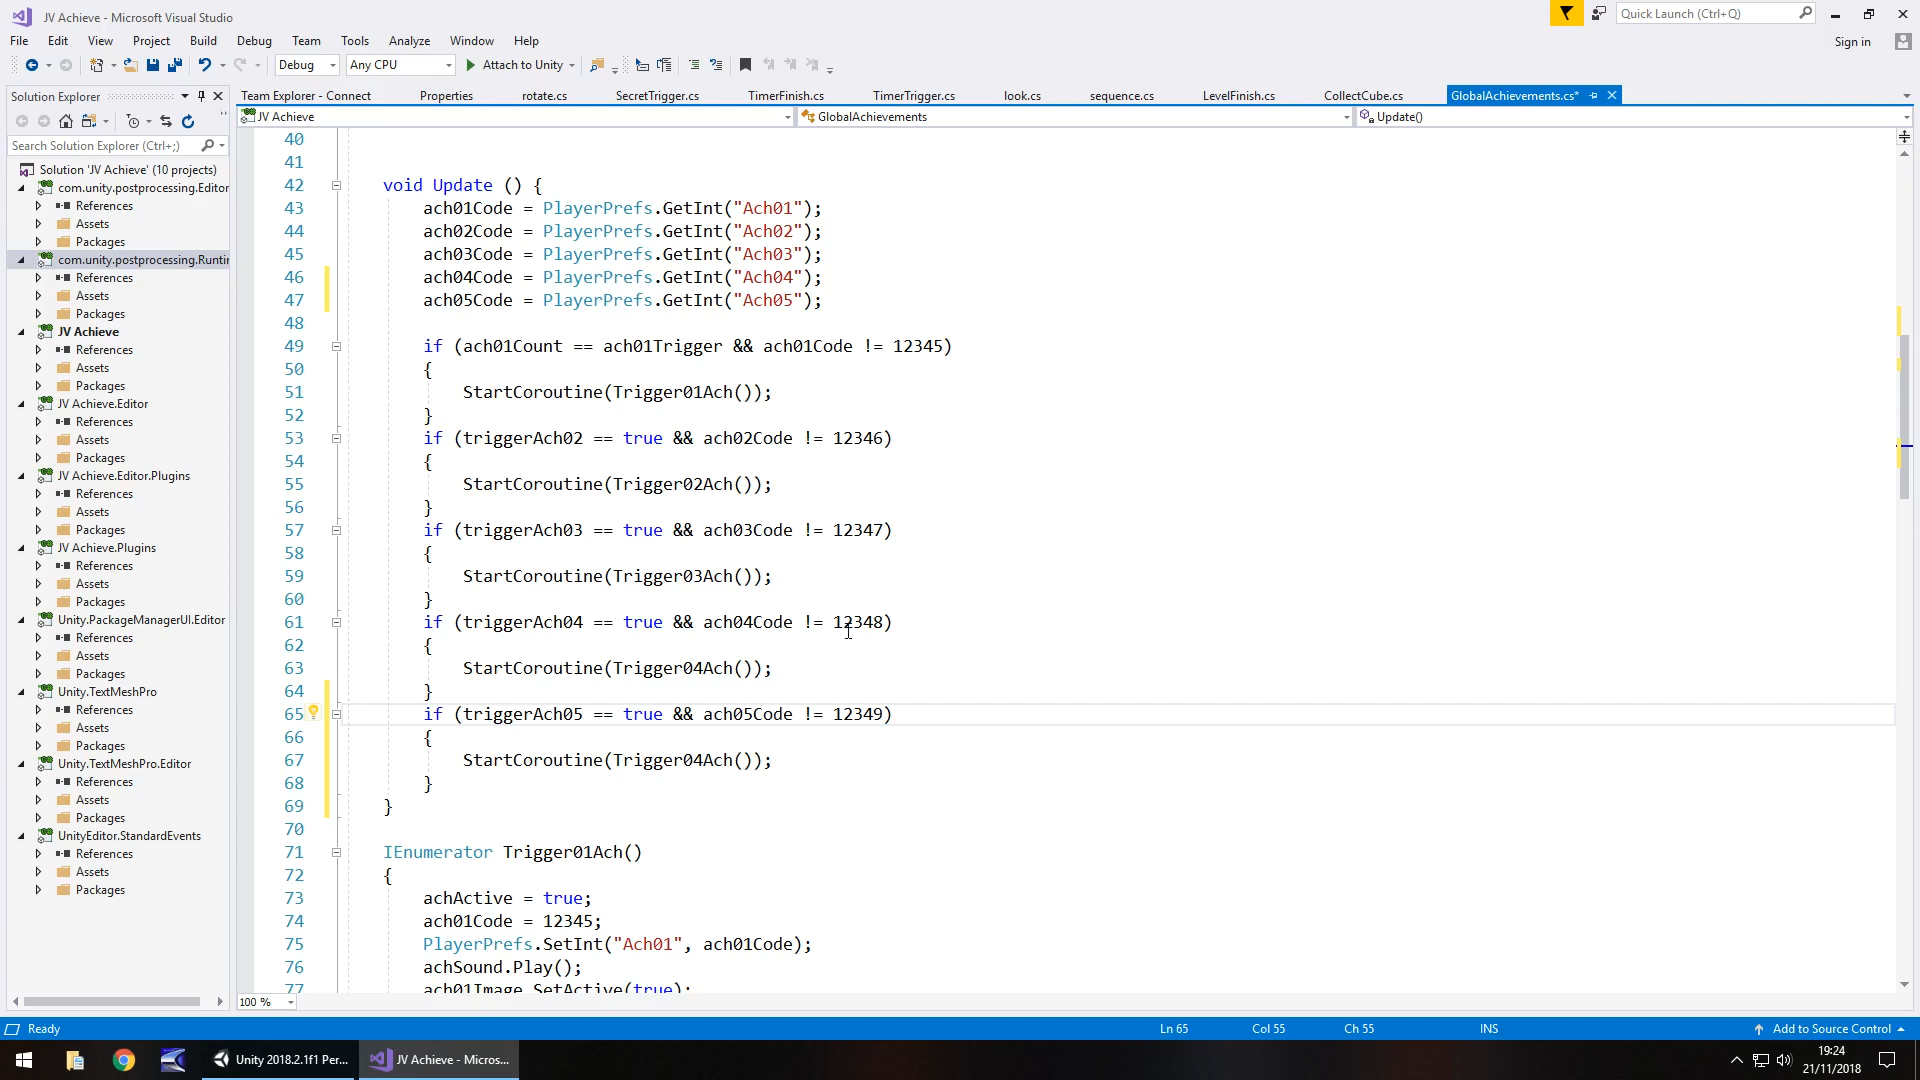 JV Achieve - Microsoft Visual Studio
Quick Launch (Ctrl+Q)
File Edit View Project Build Debug Team Tools Analyze Window Help
Sign in
Debug Any CPU Attach to Unity
Solution Explorer
Team Explorer - Connect Properties rotate.cs SecretTrigger.cs TimerFinish.cs TimerTrigger.cs look.cs sequence.cs LevelFinish.cs CollectCube.cs GlobalAchievements.cs*
JV Achieve GlobalAchievements Update()
Search Solution Explorer (Ctrl+;)
Solution 'JV Achieve' (10 projects)
com.unity.postprocessing.Editor
References
Assets
Packages
com.unity.postprocessing.Runtin
References
Assets
Packages
JV Achieve
References
Assets
Packages
JV Achieve.Editor
References
Assets
Packages
JV Achieve.Editor.Plugins
References
Assets
Packages
JV Achieve.Plugins
References
Assets
Packages
Unity.PackageManagerUI.Editor
References
Assets
Packages
Unity.TextMeshPro
References
Assets
Packages
Unity.TextMeshPro.Editor
References
Assets
Packages
UnityEditor.StandardEvents
References
Assets
Packages
40
41
42 void Update () {
43 ach01Code = PlayerPrefs.GetInt("Ach01");
44 ach02Code = PlayerPrefs.GetInt("Ach02");
45 ach03Code = PlayerPrefs.GetInt("Ach03");
46 ach04Code = PlayerPrefs.GetInt("Ach04");
47 ach05Code = PlayerPrefs.GetInt("Ach05");
48
49 if (ach01Count == ach01Trigger && ach01Code != 12345)
50 {
51 StartCoroutine(Trigger01Ach());
52 }
53 if (triggerAch02 == true && ach02Code != 12346)
54 {
55 StartCoroutine(Trigger02Ach());
56 }
57 if (triggerAch03 == true && ach03Code != 12347)
58 {
59 StartCoroutine(Trigger03Ach());
60 }
61 if (triggerAch04 == true && ach04Code != 12348)
62 {
63 StartCoroutine(Trigger04Ach());
64 }
65 if (triggerAch05 == true && ach05Code != 12349)
66 {
67 StartCoroutine(Trigger04Ach());
68 }
69 }
70
71 IEnumerator Trigger01Ach()
72 {
73 achActive = true;
74 ach01Code = 12345;
75 PlayerPrefs.SetInt("Ach01", ach01Code);
76 achSound.Play();
77 ach01Image.SetActive(true);
100 %
Ready Ln 65 Col 55 Ch 55 INS Add to Source Control
Unity 2018.2.1f1 Per... JV Achieve - Micros...
19:24
21/11/2018